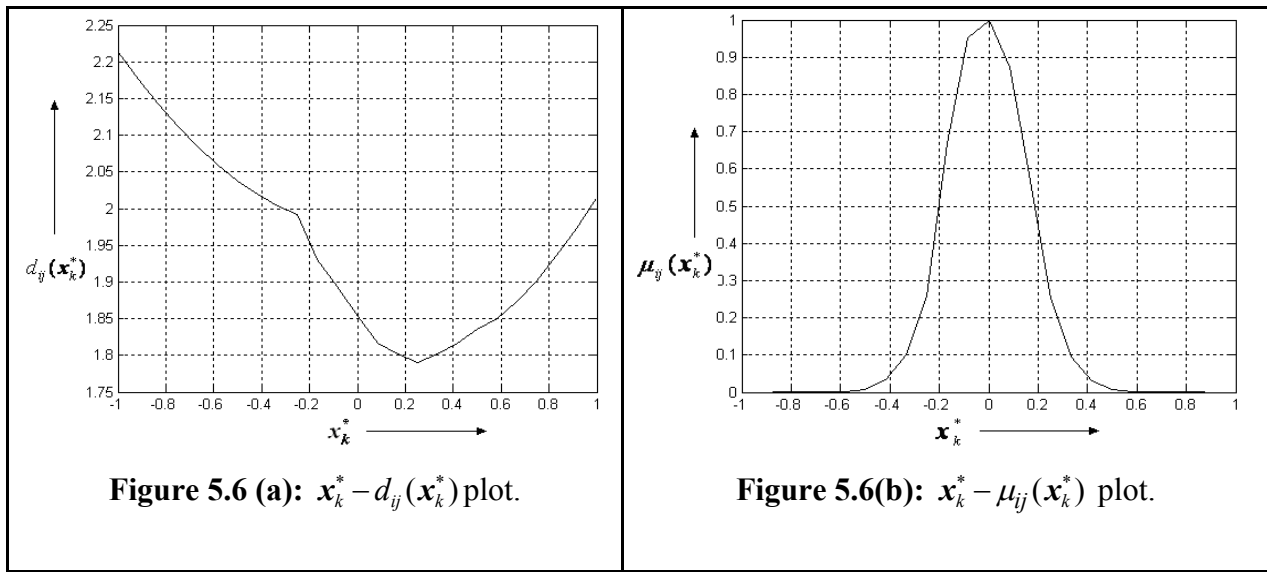 2.25
2.2
2.15
2.1
2.05
2
1.95
1.9
1.85
1.8
1.75
d_ij(x_k^*)
-1 -0.8 -0.6 -0.4 -0.2 0 0.2 0.4 0.6 0.8 1
x_k^*
Figure 5.6 (a): x_k^* − d_ij(x_k^*) plot.
1
0.9
0.8
0.7
0.6
0.5
0.4
0.3
0.2
0.1
0
μ_ij(x_k^*)
-1 -0.8 -0.6 -0.4 -0.2 0 0.2 0.4 0.6 0.8 1
x_k^*
Figure 5.6(b): x_k^* − μ_ij(x_k^*) plot.